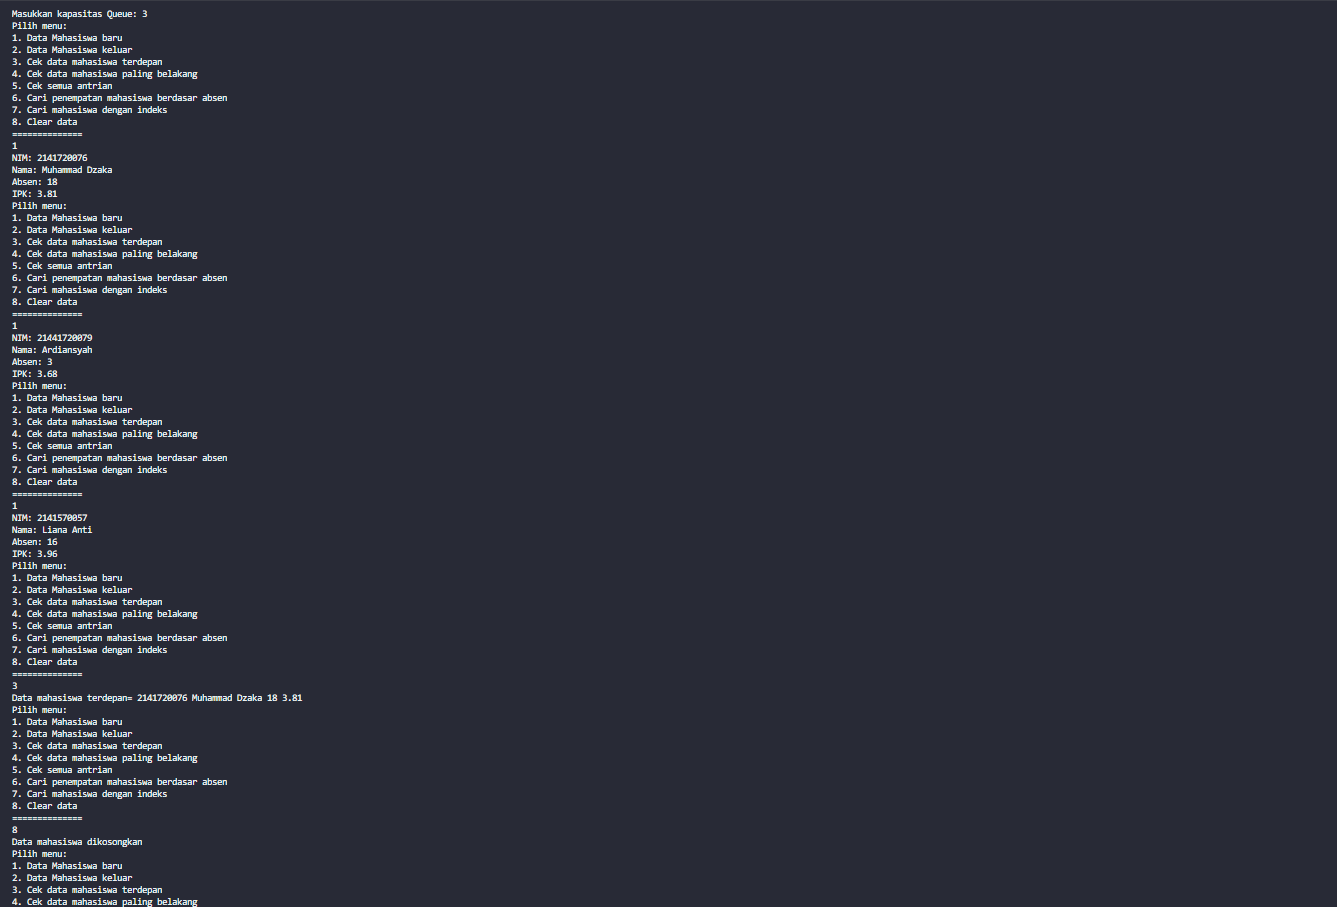 Masukkan kapasitas Queue: 3
Pilih menu:
1. Data Mahasiswa baru
2. Data Mahasiswa keluar
3. Cek data mahasiswa terdepan
4. Cek data mahasiswa paling belakang
5. Cek semua antrian
6. Cari penempatan mahasiswa berdasar absen
7. Cari mahasiswa dengan indeks
8. Clear data
==============
1
NIM: 2141720076
Nama: Muhammad Dzaka
Absen: 18
IPK: 3.81
Pilih menu:
1. Data Mahasiswa baru
2. Data Mahasiswa keluar
3. Cek data mahasiswa terdepan
4. Cek data mahasiswa paling belakang
5. Cek semua antrian
6. Cari penempatan mahasiswa berdasar absen
7. Cari mahasiswa dengan indeks
8. Clear data
==============
1
NIM: 21441720079
Nama: Ardiansyah
Absen: 3
IPK: 3.68
Pilih menu:
1. Data Mahasiswa baru
2. Data Mahasiswa keluar
3. Cek data mahasiswa terdepan
4. Cek data mahasiswa paling belakang
5. Cek semua antrian
6. Cari penempatan mahasiswa berdasar absen
7. Cari mahasiswa dengan indeks
8. Clear data
==============
1
NIM: 2141570057
Nama: Liana Anti
Absen: 16
IPK: 3.96
Pilih menu:
1. Data Mahasiswa baru
2. Data Mahasiswa keluar
3. Cek data mahasiswa terdepan
4. Cek data mahasiswa paling belakang
5. Cek semua antrian
6. Cari penempatan mahasiswa berdasar absen
7. Cari mahasiswa dengan indeks
8. Clear data
==============
3
Data mahasiswa terdepan= 2141720076 Muhammad Dzaka 18 3.81
Pilih menu:
1. Data Mahasiswa baru
2. Data Mahasiswa keluar
3. Cek data mahasiswa terdepan
4. Cek data mahasiswa paling belakang
5. Cek semua antrian
6. Cari penempatan mahasiswa berdasar absen
7. Cari mahasiswa dengan indeks
8. Clear data
==============
8
Data mahasiswa dikosongkan
Pilih menu:
1. Data Mahasiswa baru
2. Data Mahasiswa keluar
3. Cek data mahasiswa terdepan
4. Cek data mahasiswa paling belakang